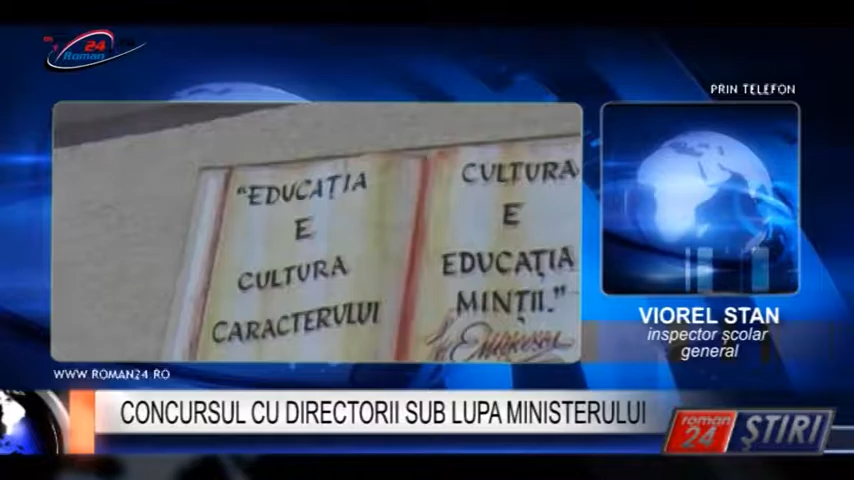 24
Roman
PRIN TELEFON
"EDUCAȚIA
E
CULTURA
CARACTERULUI
CULTURA
E
EDUCAȚIA
MINȚII."
VIOREL STAN
inspector școlar
general
WWW.ROMAN24.RO
CONCURSUL CU DIRECTORII SUB LUPA MINISTERULUI
roman
24
ȘTIRI